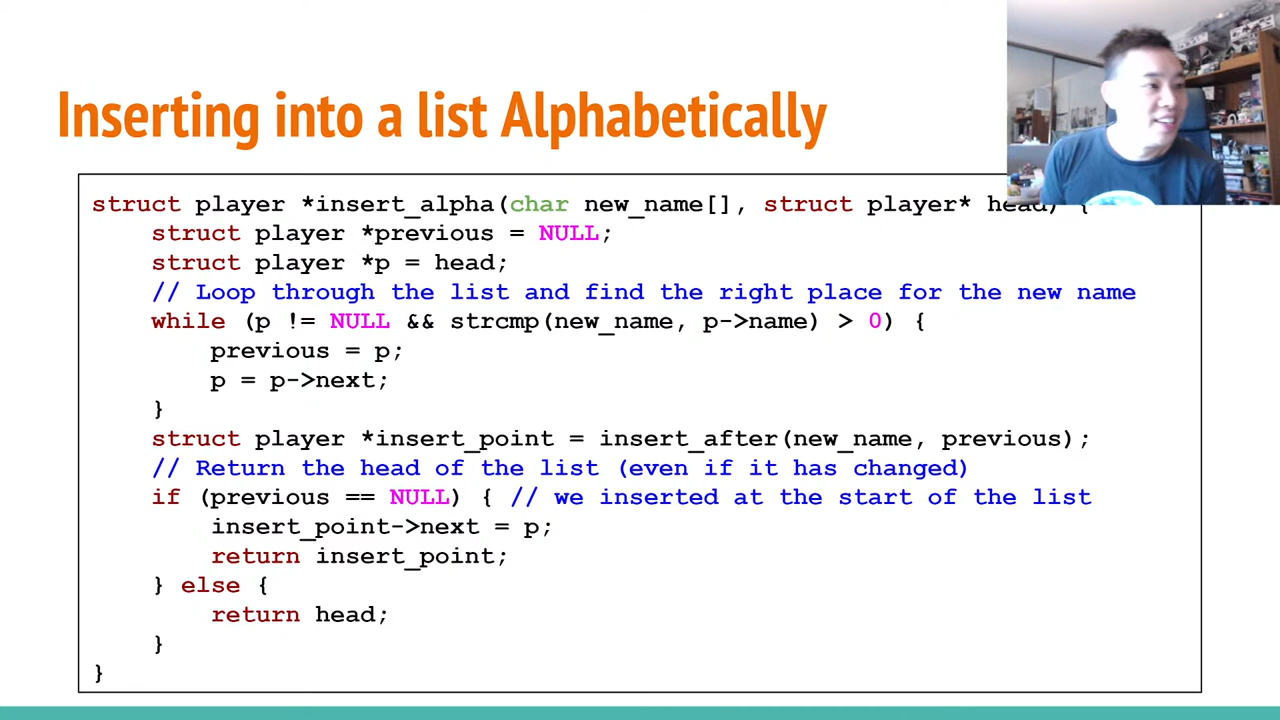 Inserting into a list Alphabetically
struct player *insert_alpha(char new_name[], struct player* head) {
struct player *previous = NULL;
struct player *p = head;
// Loop through the list and find the right place for the new name
while (p != NULL && strcmp(new_name, p->name) > 0) {
previous = p;
p = p->next;
}
struct player *insert_point = insert_after(new_name, previous);
// Return the head of the list (even if it has changed)
if (previous == NULL) { // we inserted at the start of the list
insert_point->next = p;
return insert_point;
} else {
return head;
}
}